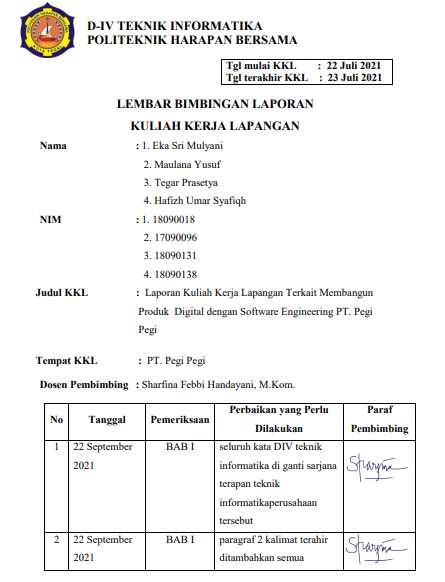 D-IV TEKNIK INFORMATIKA
POLITEKNIK HARAPAN BERSAMA
Tgl mulai KKL : 22 Juli 2021
Tgl terakhir KKL : 23 Juli 2021
LEMBAR BIMBINGAN LAPORAN
KULIAH KERJA LAPANGAN
Nama : 1. Eka Sri Mulyani
2. Maulana Yusuf
3. Tegar Prasetya
4. Hafizh Umar Syafiqh
NIM : 1. 18090018
2. 17090096
3. 18090131
4. 18090138
Judul KKL : Laporan Kuliah Kerja Lapangan Terkait Membangun
Produk Digital dengan Software Engineering PT. Pegi
Pegi
Tempat KKL : PT. Pegi Pegi
Dosen Pembimbing : Sharfina Febbi Handayani, M.Kom.
No Tanggal Pemeriksaan Perbaikan yang Perlu Dilakukan Paraf Pembimbing
1 22 September 2021 BAB I seluruh kata DIV teknik
informatika di ganti sarjana
terapan teknik
informatikaperusahaan
tersebut
2 22 September 2021 BAB I paragraf 2 kalimat terahir
ditambahkan semua